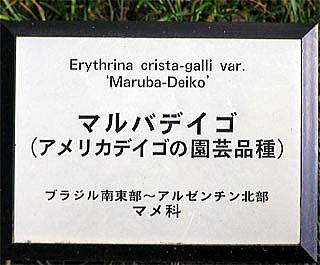 Erythrina crista-galli var.
‘Maruba-Deiko’
マルバデイゴ
(アメリカデイゴの園芸品種)
ブラジル南東部～アルゼンチン北部
マメ科